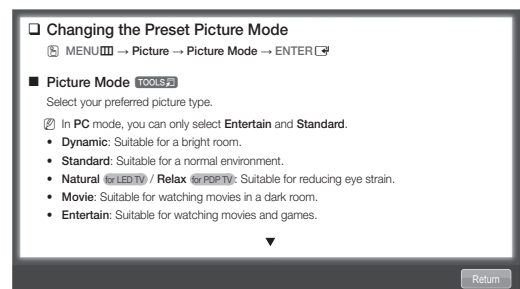 ❑ Changing the Preset Picture Mode
MENU → Picture → Picture Mode → ENTER
■ Picture Mode TOOLS
Select your preferred picture type.
In PC mode, you can only select Entertain and Standard.
• Dynamic: Suitable for a bright room.
• Standard: Suitable for a normal environment.
• Natural for LED TV / Relax for PDP TV: Suitable for reducing eye strain.
• Movie: Suitable for watching movies in a dark room.
• Entertain: Suitable for watching movies and games.
▼
Return